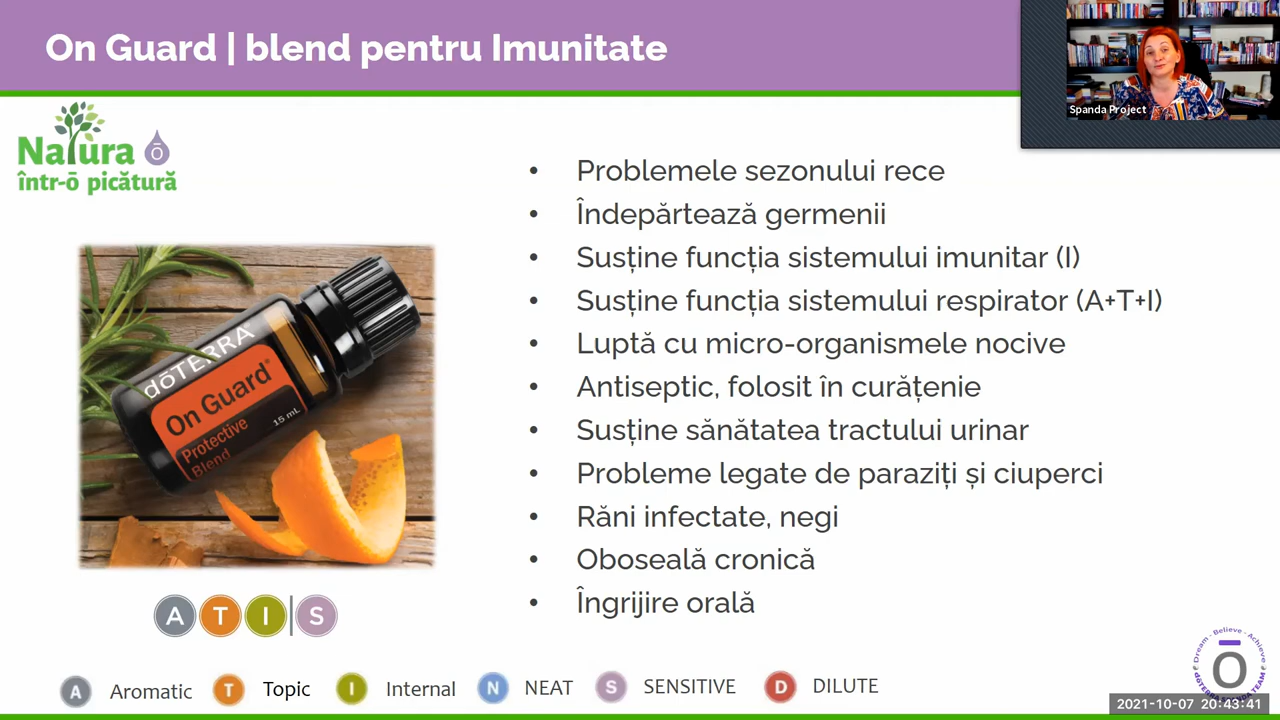 On Guard | blend pentru imunitate
Spanda Project
Natura ō
într-ō picătură
• Problemele sezonului rece
• Îndepărtează germenii
• Susține funcția sistemului imunitar (I)
• Susține funcția sistemului respirator (A+T+I)
• Luptă cu micro-organismele nocive
• Antiseptic, folosit în curățenie
• Susține sănătatea tractului urinar
• Probleme legate de paraziți și ciuperci
• Răni infectate, negi
• Oboseală cronică
• Îngrijire orală
dōTERRA
On Guard®
Protective
Blend
15 mL
A T I | S
A Aromatic T Topic I Internal N NEAT S SENSITIVE D DILUTE
Dream - Believe - Achieve
ō
2021-10-07 20:43:41